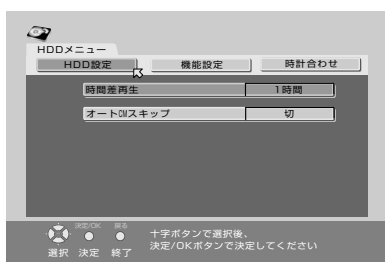 HDDメニュー
HDD設定 機能設定 時計合わせ
時間差再生 1時間
オートCMスキップ 切
決定/OK 戻る
選択 決定 終了
十字ボタンで選択後、
決定/OKボタンで決定してください